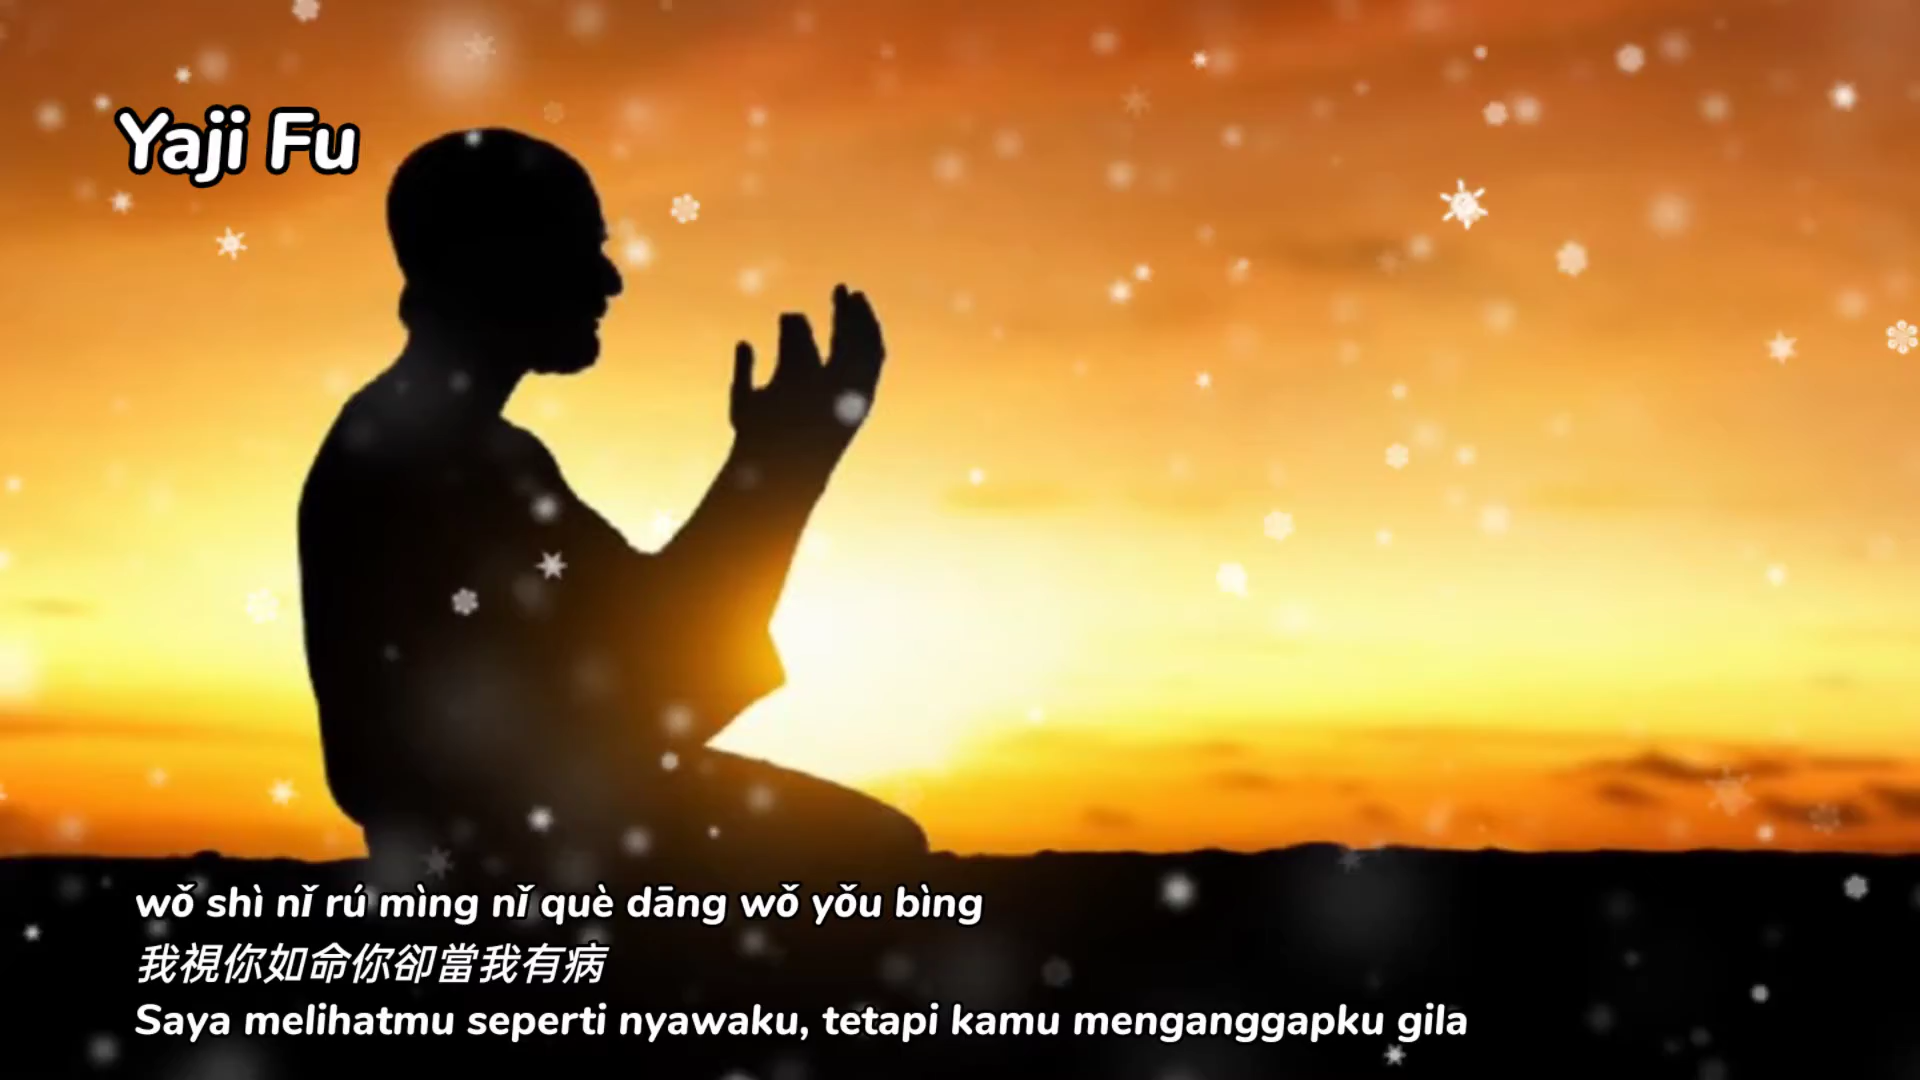 Yaji Fu
wǒ shì nǐ rú mìng nǐ què dāng wǒ yǒu bìng
我視你如命你卻當我有病
Saya melihatmu seperti nyawaku, tetapi kamu menganggapku gila